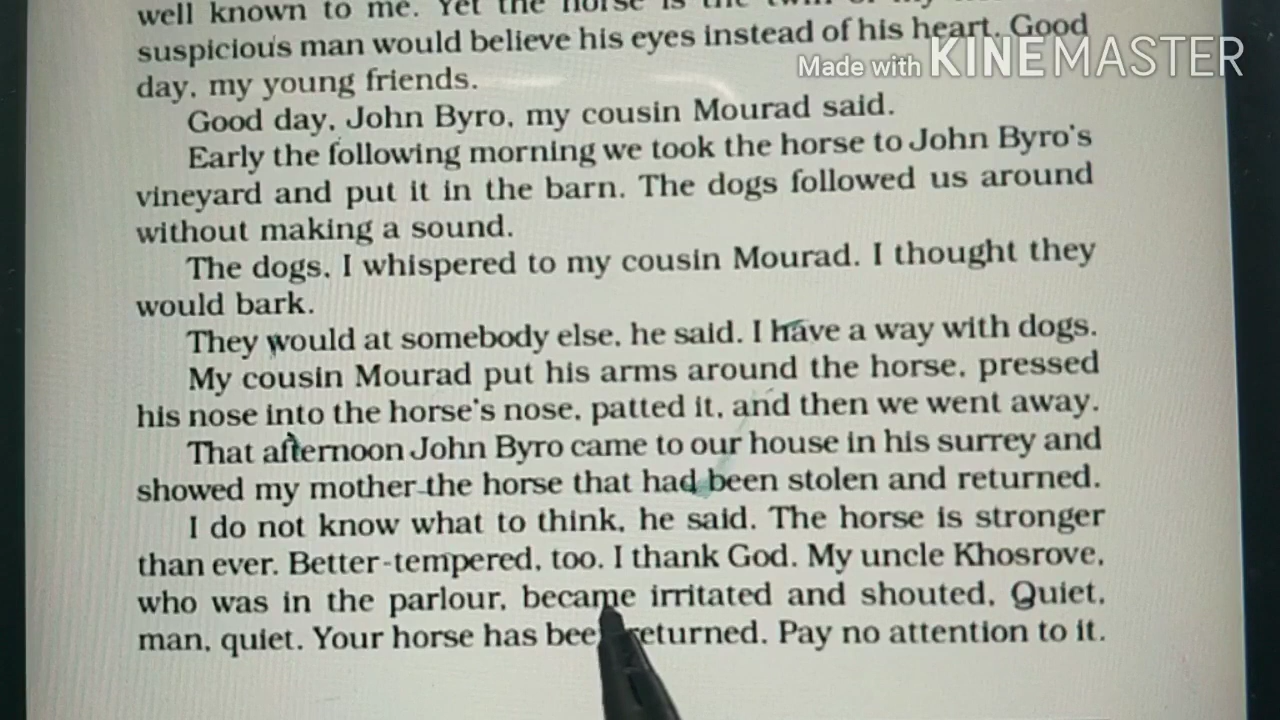 well known to me. Yet the horse is the twin of my
suspicious man would believe his eyes instead of his heart. Good
Made with KINEMASTER
day, my young friends.
Good day, John Byro, my cousin Mourad said.
Early the following morning we took the horse to John Byro's
vineyard and put it in the barn. The dogs followed us around
without making a sound.
The dogs, I whispered to my cousin Mourad. I thought they
would bark.
They would at somebody else, he said. I have a way with dogs.
My cousin Mourad put his arms around the horse, pressed
his nose into the horse's nose, patted it, and then we went away.
That afternoon John Byro came to our house in his surrey and
showed my mother the horse that had been stolen and returned.
I do not know what to think, he said. The horse is stronger
than ever. Better-tempered, too. I thank God. My uncle Khosrove,
who was in the parlour, became irritated and shouted, Quiet,
man, quiet. Your horse has been returned. Pay no attention to it.